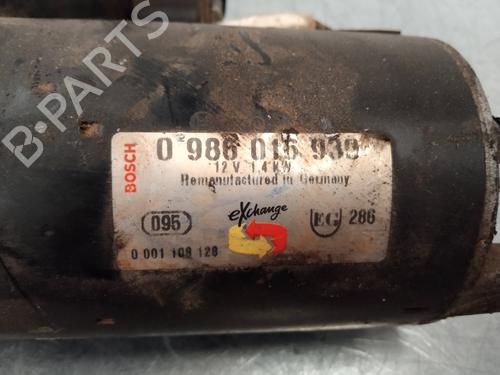 B-PARTS
BOSCH
0 986 016 939
12 V 1.4 KW
Remanufactured in Germany
eXchange
095
EG 286
0 001 108 128